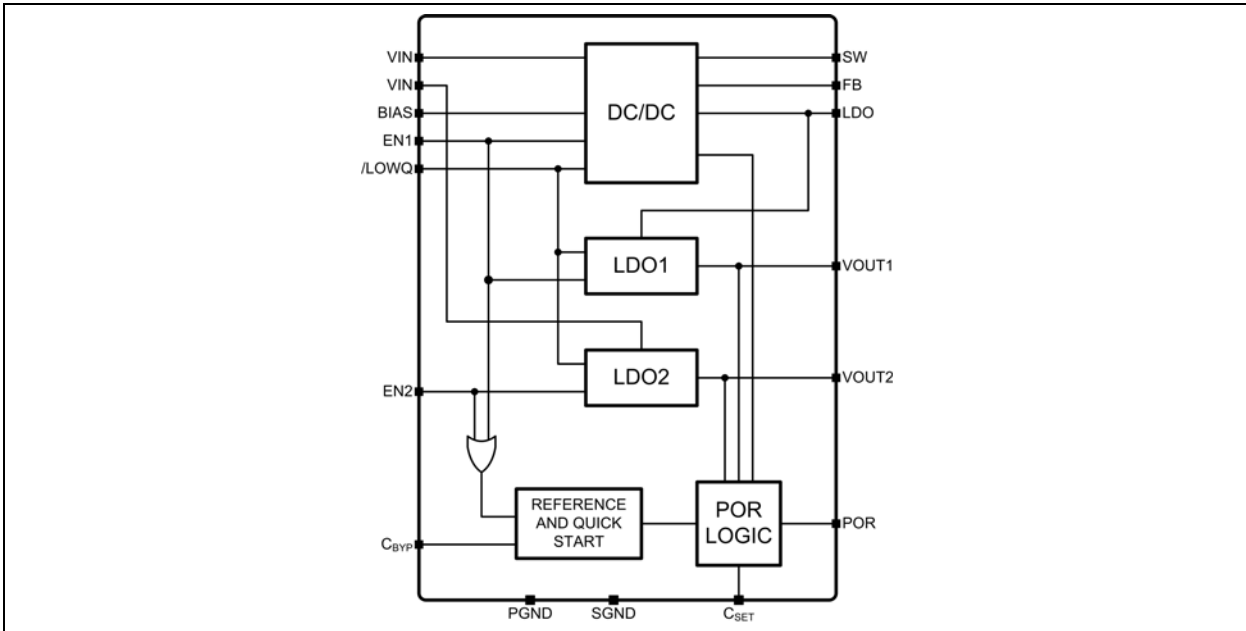 VIN
SW
VIN
FB
BIAS
DC/DC
LDO
EN1
/LOWQ
LDO1
VOUT1
LDO2
VOUT2
EN2
REFERENCE
AND QUICK
START
POR
LOGIC
POR
CBYP
PGND
SGND
CSET